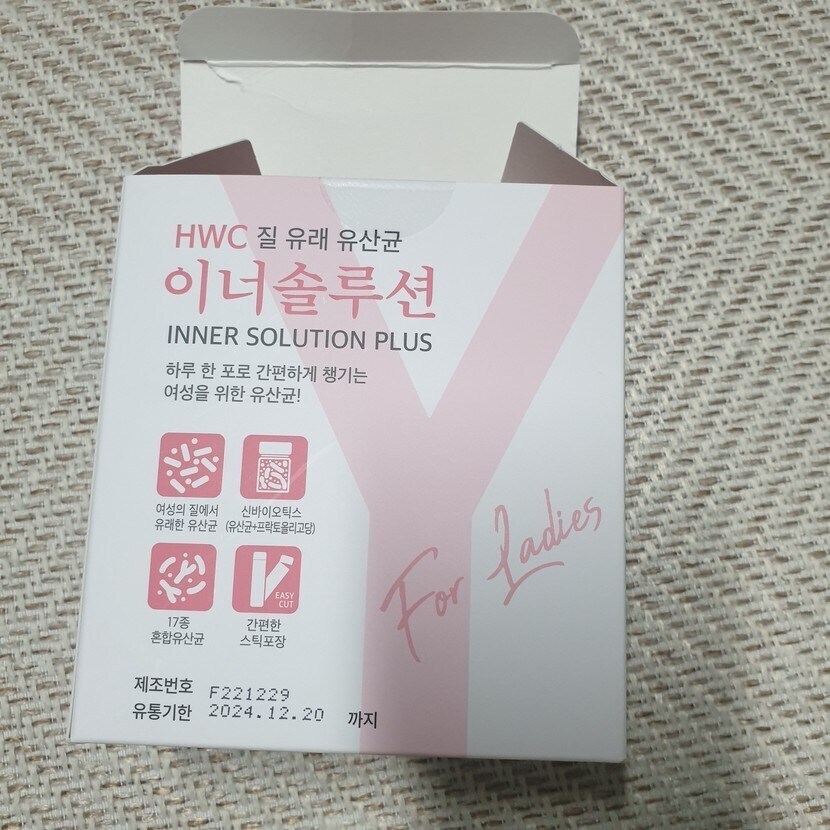 HWC 질 유래 유산균
이너솔루션
INNER SOLUTION PLUS
하루 한 포로 간편하게 챙기는
여성을 위한 유산균!
여성의 질에서
유래한 유산균
신바이오틱스
(유산균+프락토올리고당)
17종
혼합유산균
EASY
CUT
간편한
스틱포장
For Ladies
제조번호 F221229
유통기한 2024.12.20 까지